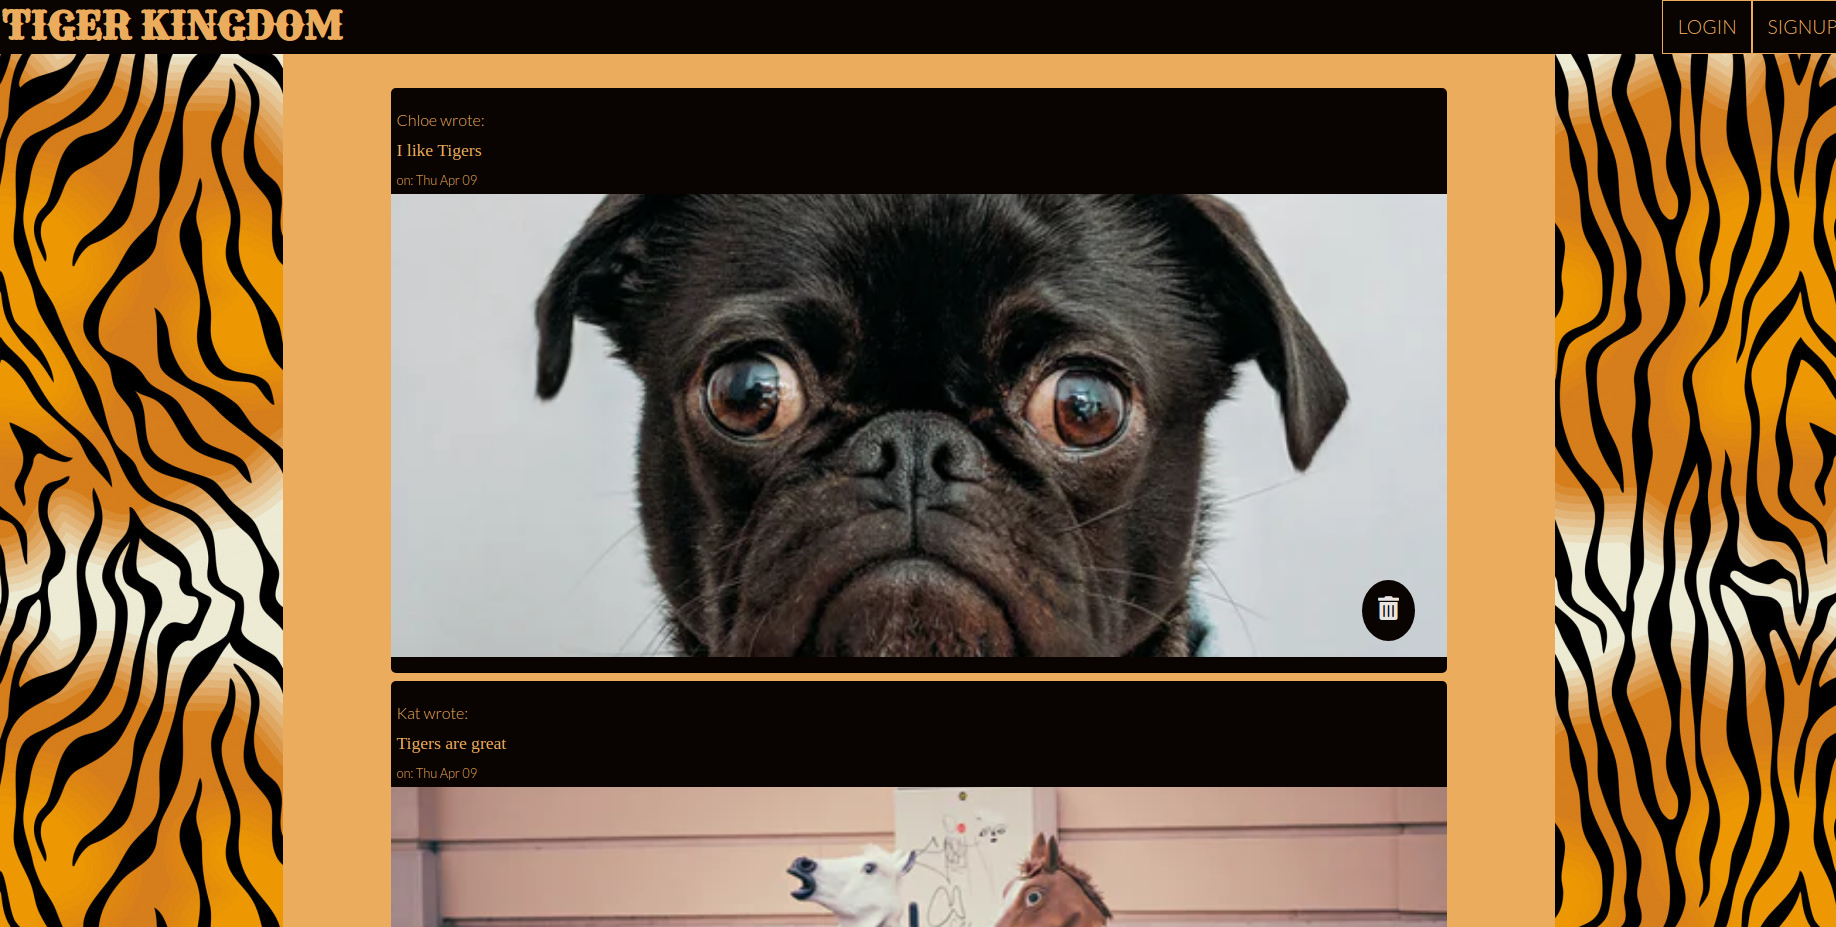 TIGER KINGDOM
LOGIN
SIGNUP
Chloe wrote:
I like Tigers
on: Thu Apr 09
Kat wrote:
Tigers are great
on: Thu Apr 09